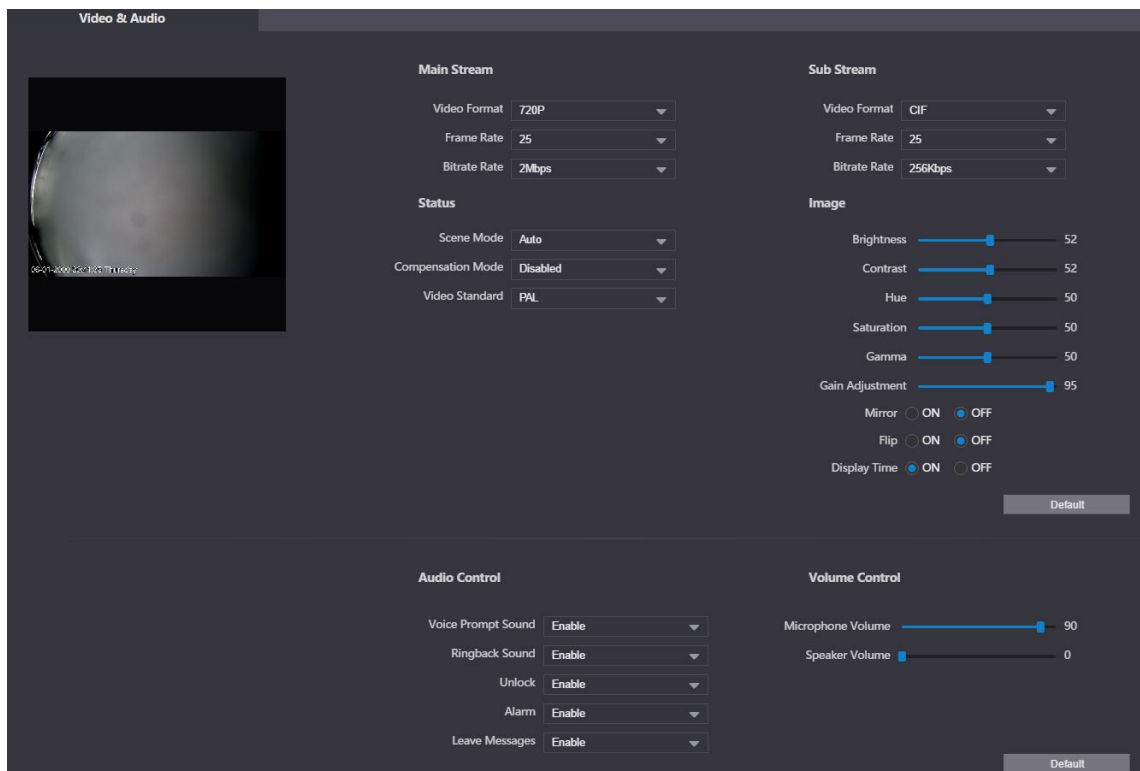 Video & Audio
Main Stream
Video Format 720P
Frame Rate 25
Bitrate Rate 2Mbps
Status
Scene Mode Auto
Compensation Mode Disabled
Video Standard PAL
Sub Stream
Video Format CIF
Frame Rate 25
Bitrate Rate 256Kbps
Image
Brightness 52
Contrast 52
Hue 50
Saturation 50
Gamma 50
Gain Adjustment 95
Mirror ON OFF
Flip ON OFF
Display Time ON OFF
Default
Audio Control
Voice Prompt Sound Enable
Ringback Sound Enable
Unlock Enable
Alarm Enable
Leave Messages Enable
Volume Control
Microphone Volume 90
Speaker Volume 0
Default